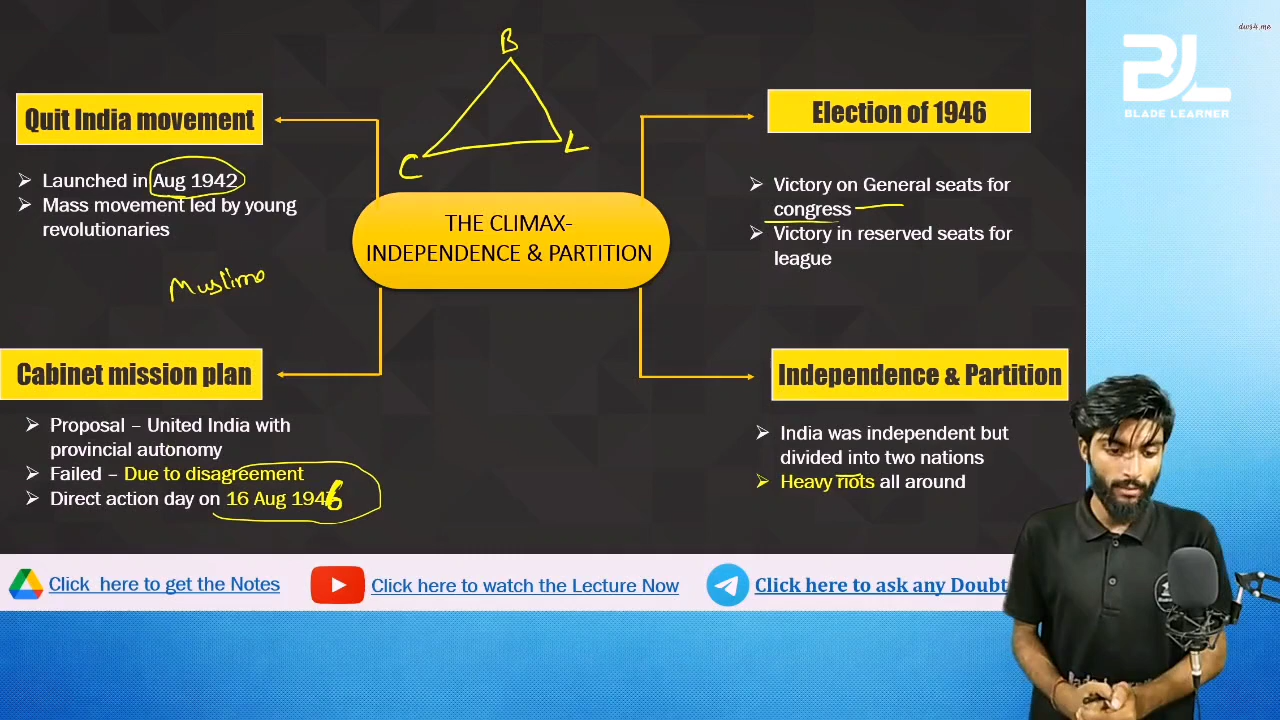 dws4.me
BL
BLADE LEARNER
B
C
L
Quit India movement
➢ Launched in Aug 1942
➢ Mass movement led by young
revolutionaries
Muslims
THE CLIMAX-
INDEPENDENCE & PARTITION
Election of 1946
➢ Victory on General seats for
congress
➢ Victory in reserved seats for
league
Cabinet mission plan
➢ Proposal – United India with
provincial autonomy
➢ Failed – Due to disagreement
➢ Direct action day on 16 Aug 1946
Independence & Partition
➢ India was independent but
divided into two nations
➢ Heavy riots all around
Click here to get the Notes
Click here to watch the Lecture Now
Click here to ask any Doubt